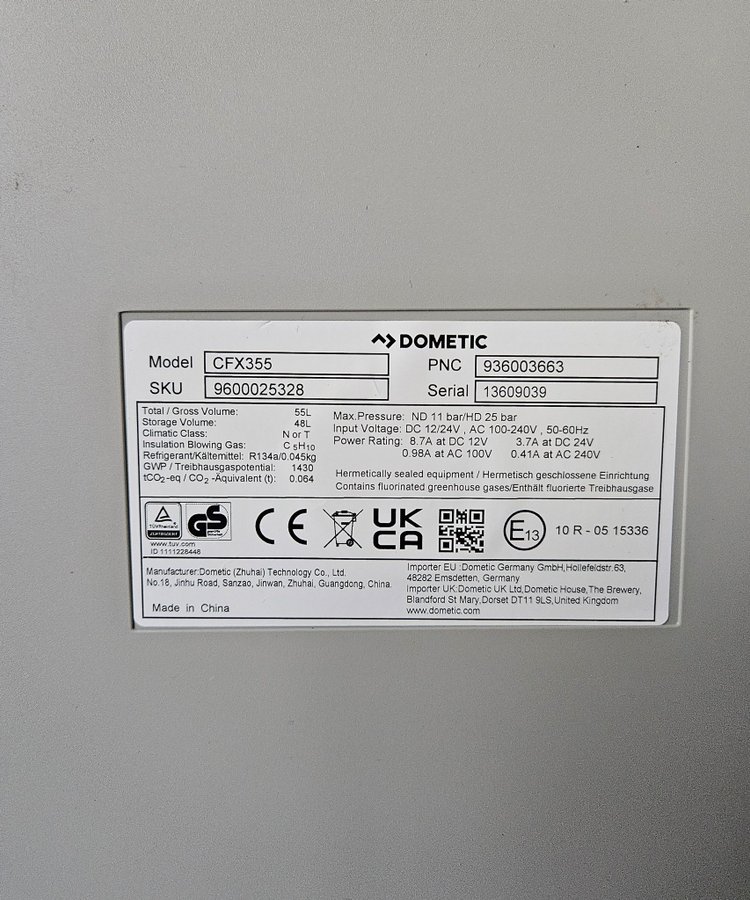 DOMETIC
Model CFX355
PNC 936003663
SKU 9600025328
Serial 13609039
Total / Gross Volume: 55L
Storage Volume: 48L
Climatic Class: N or T
Insulation Blowing Gas: C5H10
Refrigerant/Kältemittel: R134a/0.045kg
GWP / Treibhausgaspotential: 1430
tCO2-eq / CO2 -Äquivalent (t): 0.064
Max.Pressure: ND 11 bar/HD 25 bar
Input Voltage: DC 12/24V , AC 100-240V , 50-60Hz
Power Rating: 8.7A at DC 12V 3.7A at DC 24V
0.98A at AC 100V 0.41A at AC 240V
Hermetically sealed equipment / Hermetisch geschlossene Einrichtung
Contains fluorinated greenhouse gases/Enthält fluorierte Treibhausgase
TÜVRheinland
ZERTIFIZIERT
www.tuv.com
ID 1111228448
GS
CE
UK
CA
E13
10 R - 05 15336
Manufacturer:Dometic (Zhuhai) Technology Co., Ltd.
No.18, Jinhu Road, Sanzao, Jinwan, Zhuhai, Guangdong, China.
Made in China
Importer EU :Dometic Germany GmbH,Hollefeldstr.63,
48282 Emsdetten, Germany
Importer UK:Dometic UK Ltd,Dometic House,The Brewery,
Blandford St Mary,Dorset DT11 9LS,United Kingdom
www.dometic.com